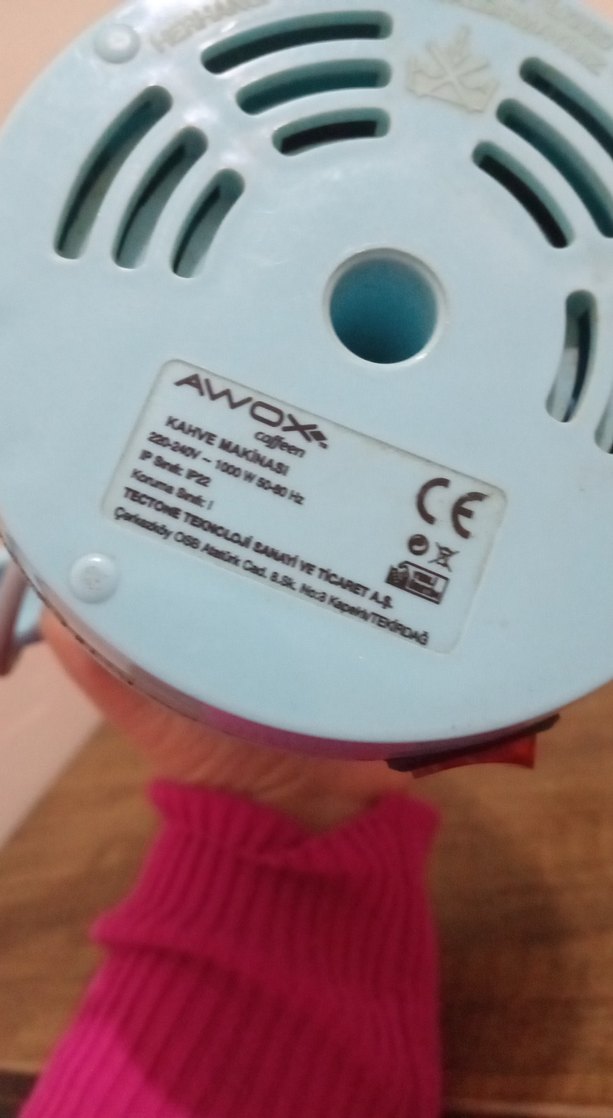 AWOX
caffeen
KAHVE MAKİNASI
220-240V ~ 1000 W 50-60 Hz
IP Sınıfı: IP22
Koruma Sınıfı: I
TECTONE TEKNOLOJİ SANAYİ VE TİCARET A.Ş.
Çerkezköy OSB Atatürk Cad. 8.Sk. No:3 Kapaklı/TEKİRDAĞ
CE